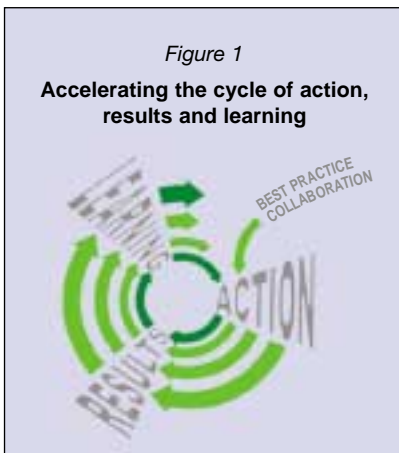 Figure 1
Accelerating the cycle of action,
results and learning
BEST PRACTICE
COLLABORATION
LEARNING
ACTION
RESULTS